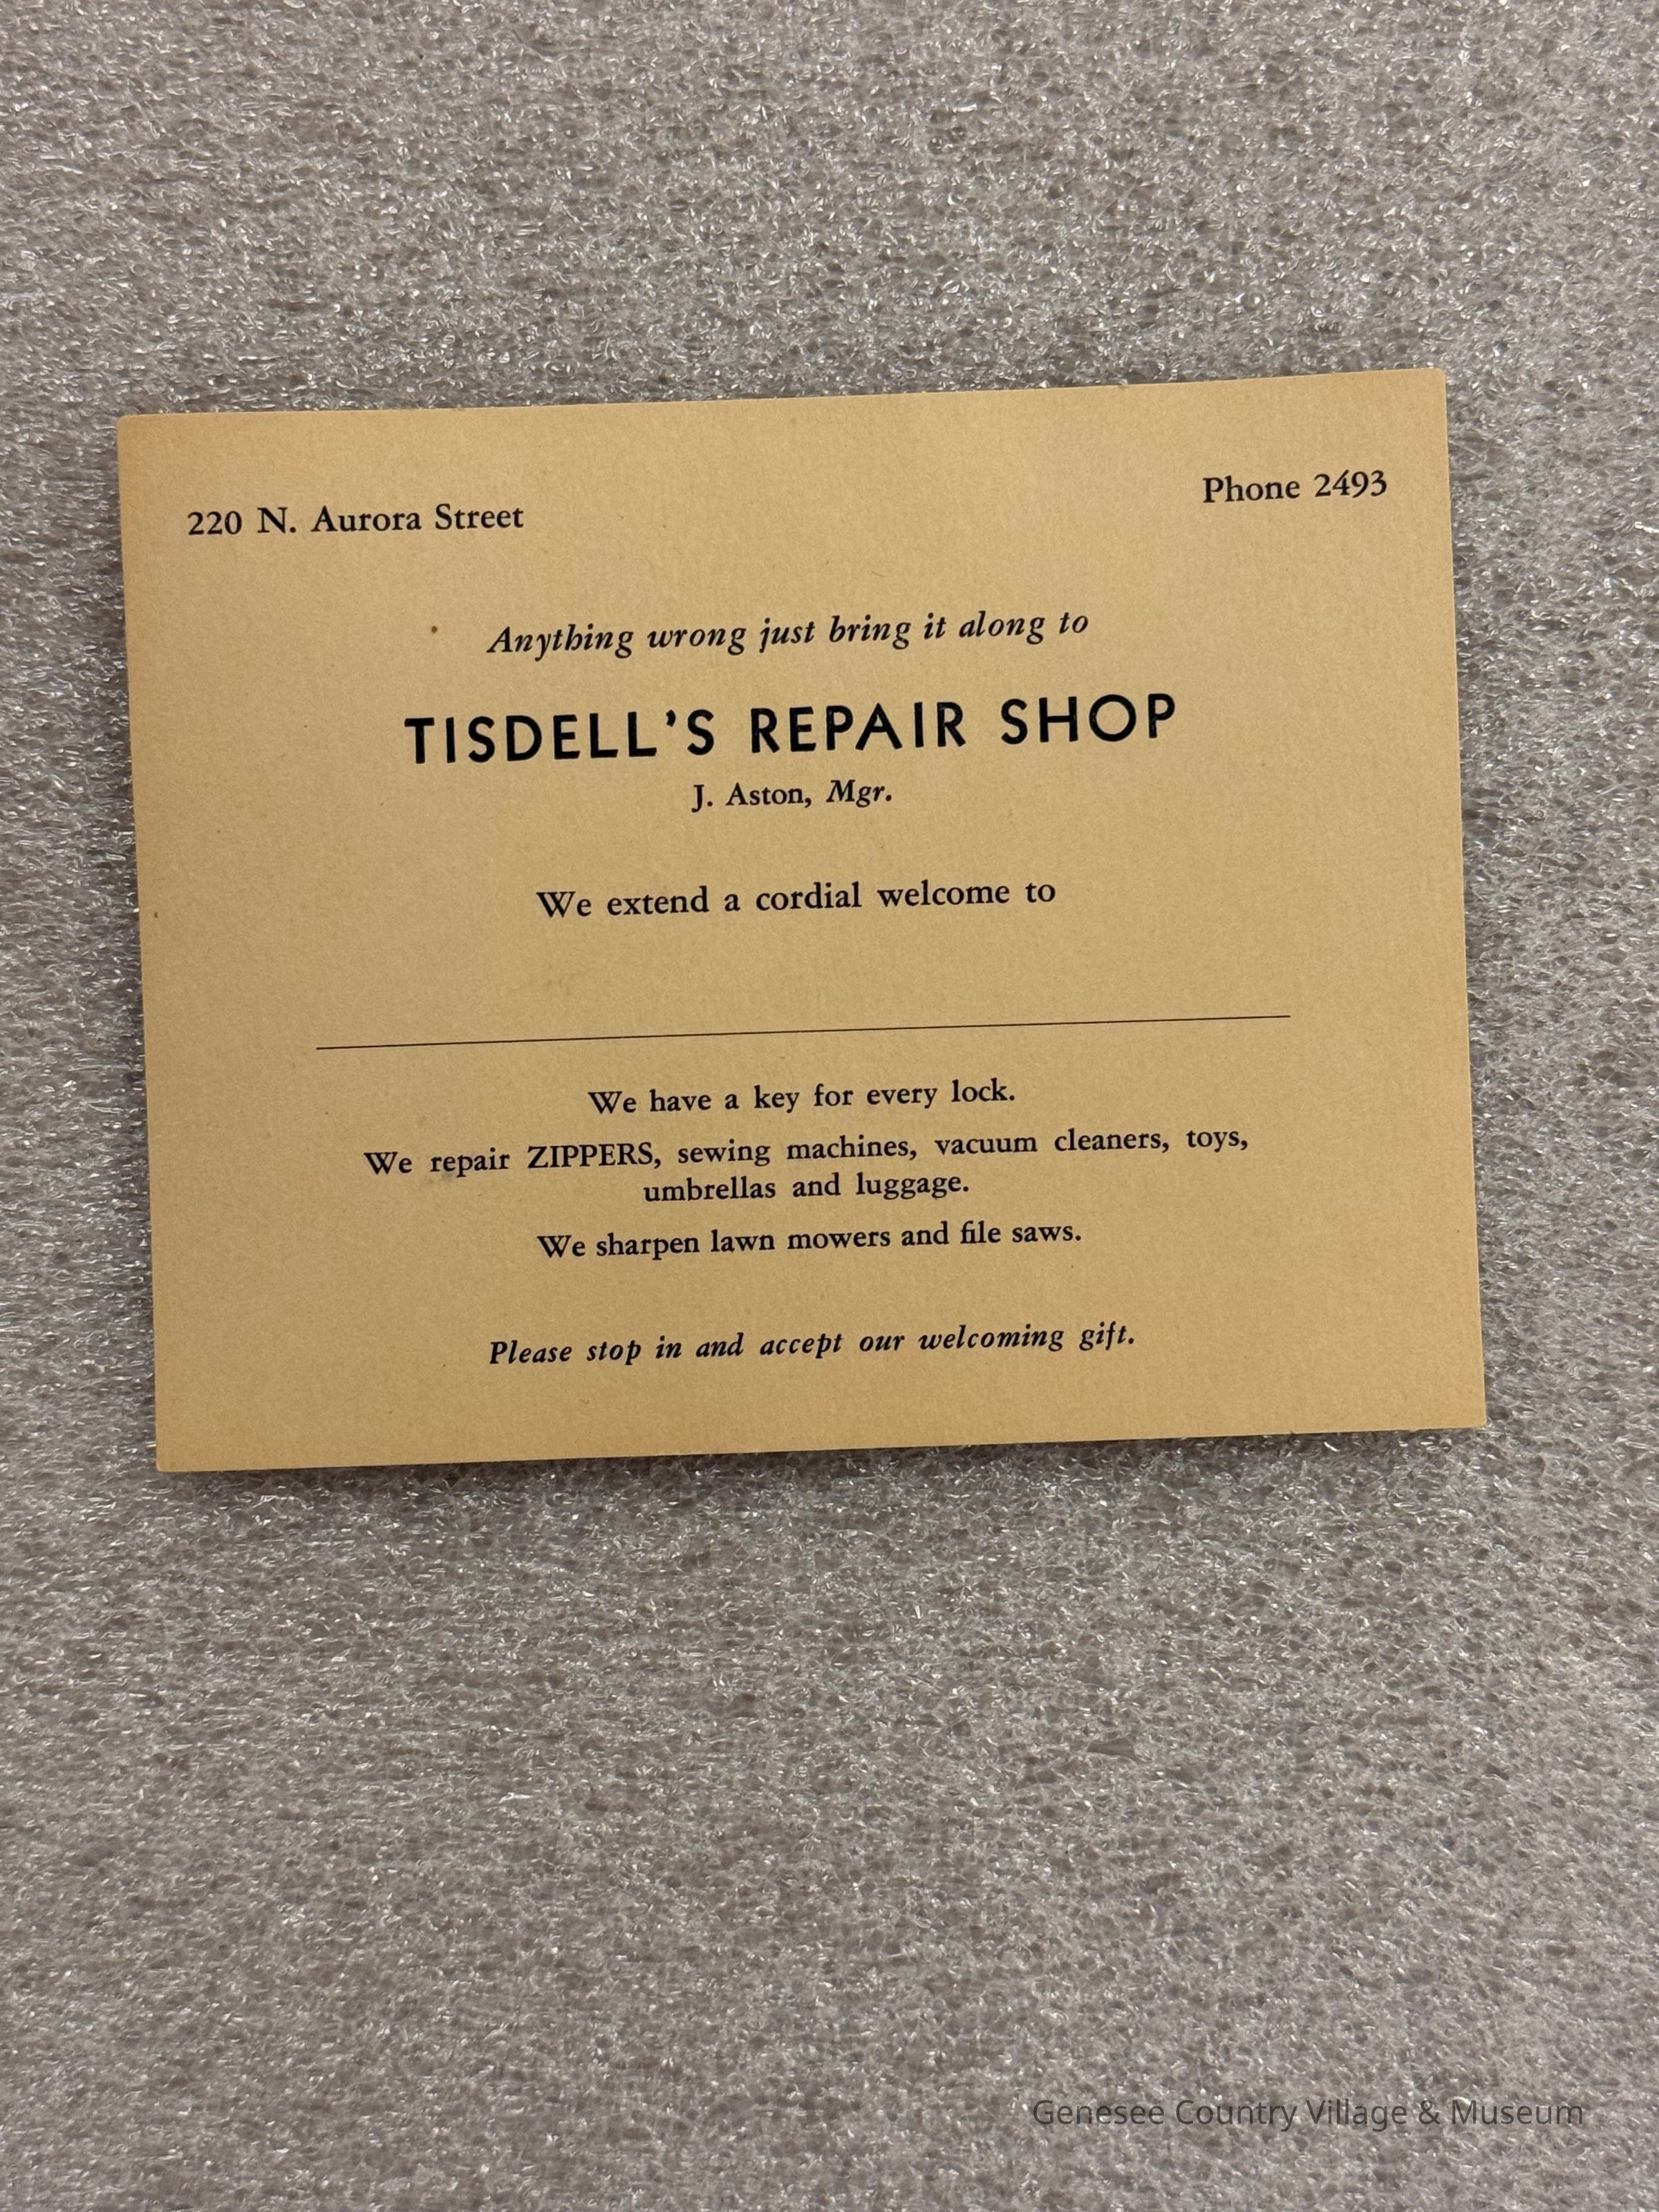 220 N. Aurora Street
Phone 2493
Anything wrong just bring it along to
TISDELL'S REPAIR SHOP
J. Aston, Mgr.
We extend a cordial welcome to
We have a key for every lock.
We repair ZIPPERS, sewing machines, vacuum cleaners, toys,
umbrellas and luggage.
We sharpen lawn mowers and file saws.
Please stop in and accept our welcoming gift.
Genesee Country Village & Museum